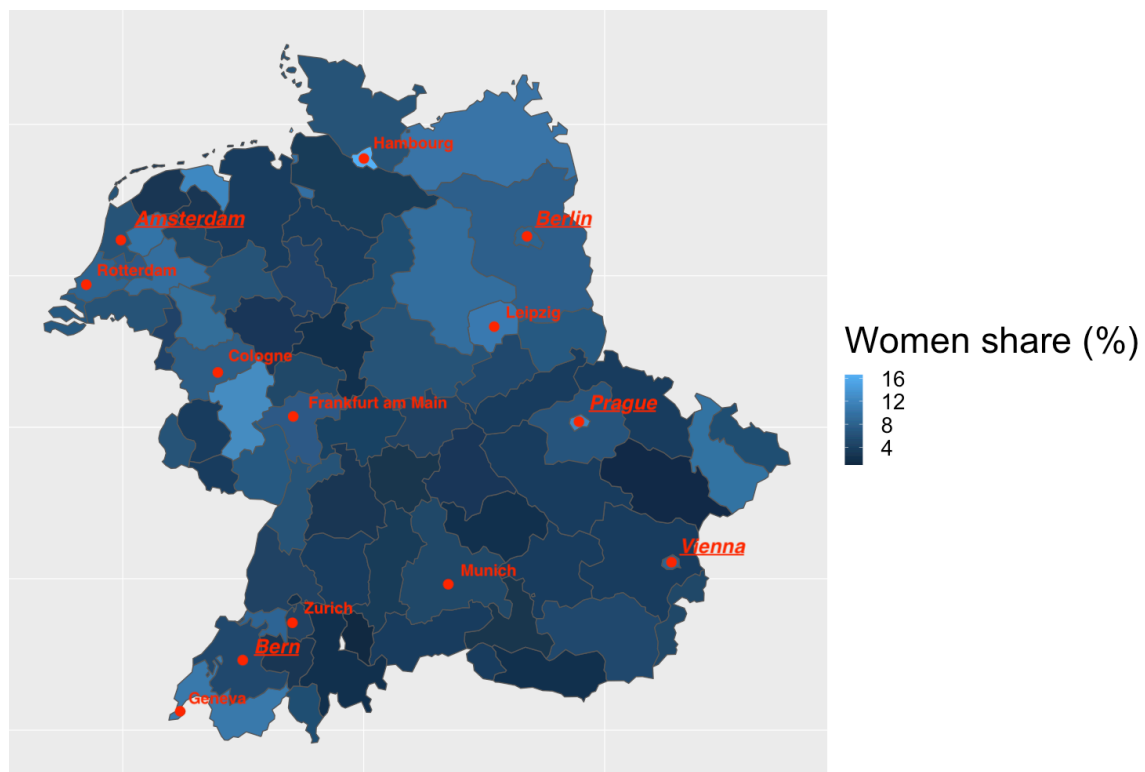 Hambourg
Amsterdam
Berlin
Rotterdam
Leipzig
Women share (%)
Cologne
16
12
8
4
Frankfurt am Main
Prague
Vienna
Munich
Zurich
Bern
Geneva